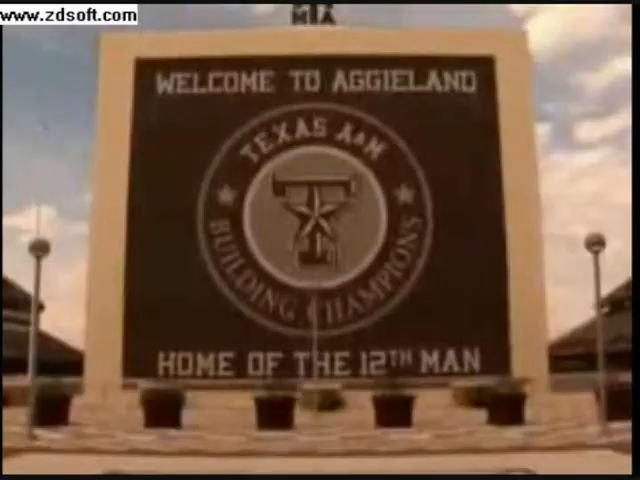 www.zdsoft.com
WELCOME TO AGGIELAND
TEXAS A&M
BUILDING CHAMPIONS
HOME OF THE 12TH MAN